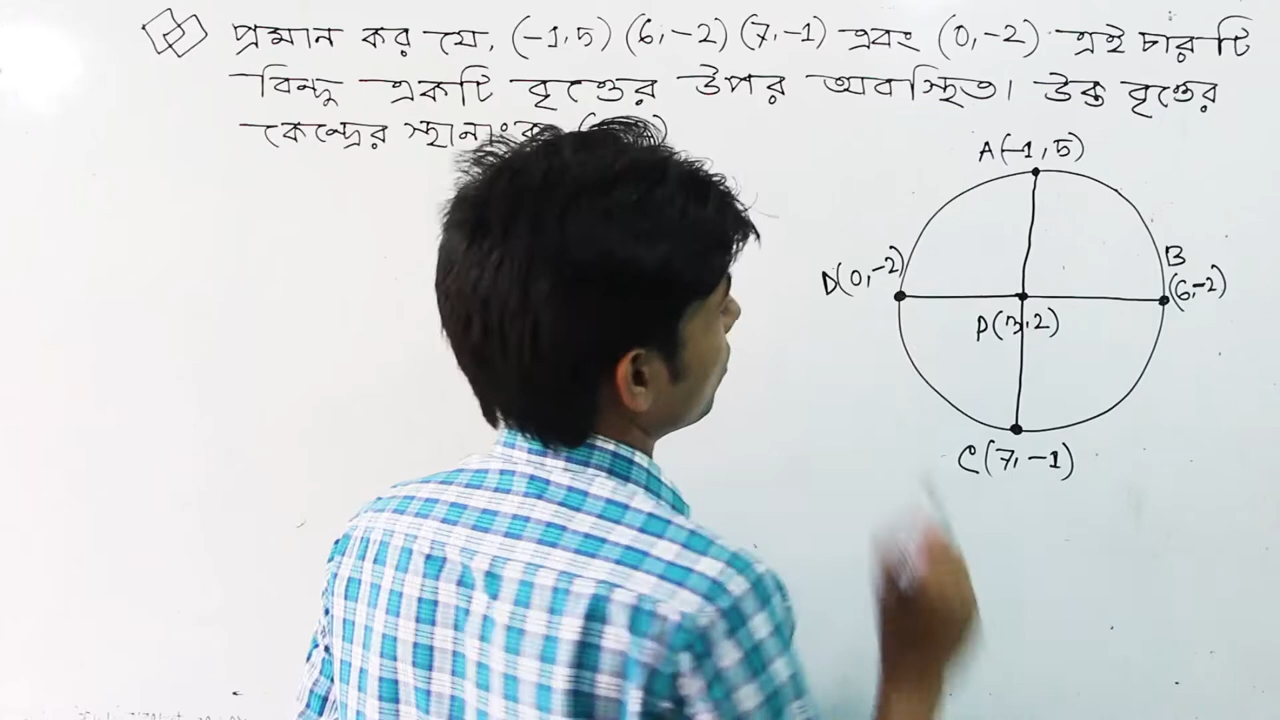 প্রমান কর যে, (-1,5) (6,-2) (7,-1) এবং (0,-2) এই চার টি
বিন্দু একটি বৃত্তের উপর অবস্থিত। উক্ত বৃত্তের
কেন্দ্রের স্থানাংক
A(-1,5)
D(0,-2)
B
(6,-2)
P(3,2)
C(7,-1)